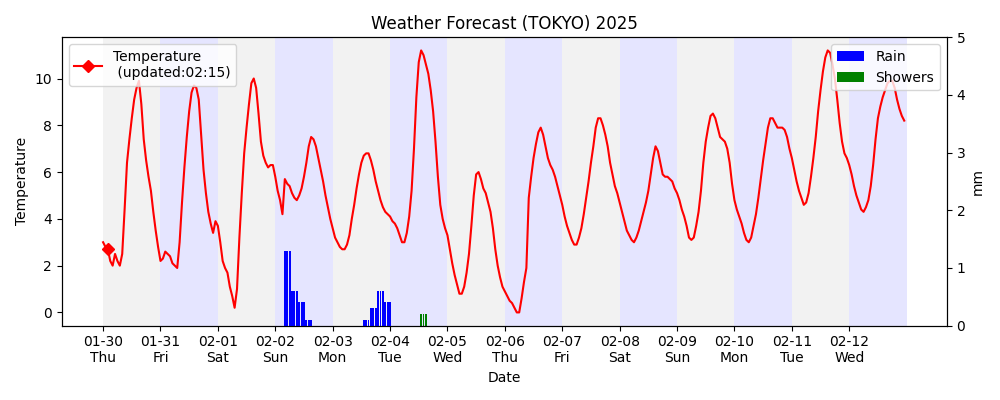 Weather Forecast (TOKYO) 2025
Temperature
(updated:02:15)
Rain
Showers
Temperature
10
8
6
4
2
0
5
4
3
2
1
0
mm
01-30 01-31 02-01 02-02 02-03 02-04 02-05 02-06 02-07 02-08 02-09 02-10 02-11 02-12
Thu Fri Sat Sun Mon Tue Wed Thu Fri Sat Sun Mon Tue Wed
Date